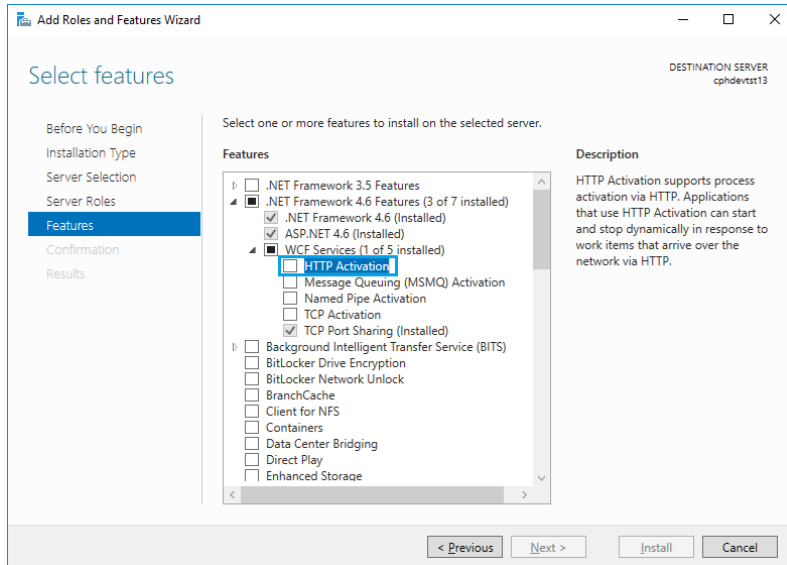 Add Roles and Features Wizard
Select features
DESTINATION SERVER
cphdevtst13
Before You Begin
Installation Type
Server Selection
Server Roles
Features
Confirmation
Results
Select one or more features to install on the selected server.
Features
.NET Framework 3.5 Features
.NET Framework 4.6 Features (3 of 7 installed)
.NET Framework 4.6 (Installed)
ASP.NET 4.6 (Installed)
WCF Services (1 of 5 installed)
HTTP Activation
Message Queuing (MSMQ) Activation
Named Pipe Activation
TCP Activation
TCP Port Sharing (Installed)
Background Intelligent Transfer Service (BITS)
BitLocker Drive Encryption
BitLocker Network Unlock
BranchCache
Client for NFS
Containers
Data Center Bridging
Direct Play
Enhanced Storage
Description
HTTP Activation supports process
activation via HTTP. Applications
that use HTTP Activation can start
and stop dynamically in response to
work items that arrive over the
network via HTTP.
< Previous
Next >
Install
Cancel